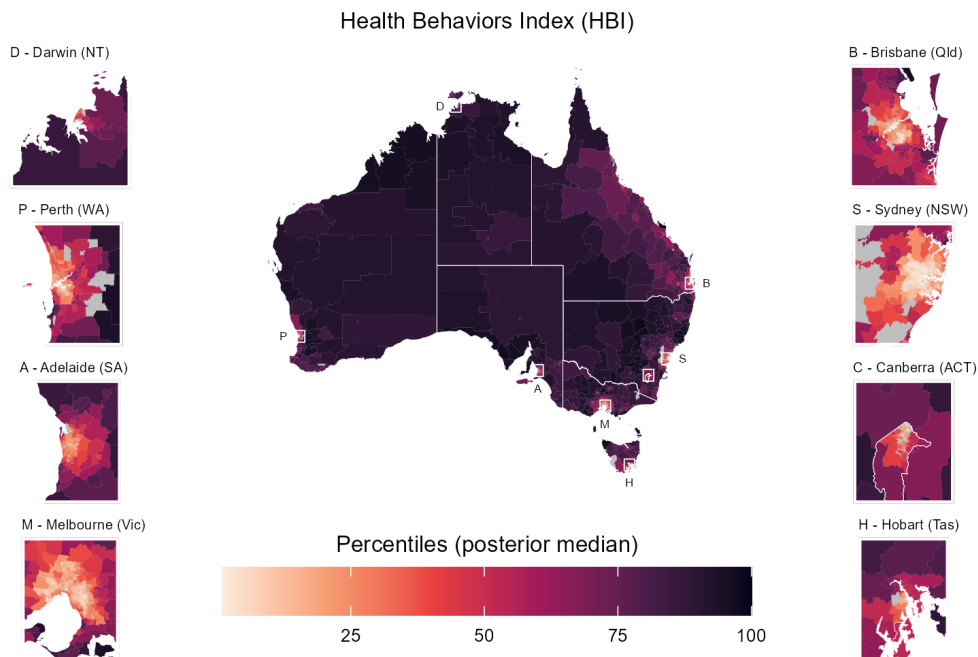 Health Behaviors Index (HBI)
D - Darwin (NT)
B - Brisbane (Qld)
P - Perth (WA)
S - Sydney (NSW)
A - Adelaide (SA)
C - Canberra (ACT)
M - Melbourne (Vic)
H - Hobart (Tas)
D
B
P
S
C
A
M
H
Percentiles (posterior median)
25 50 75 100